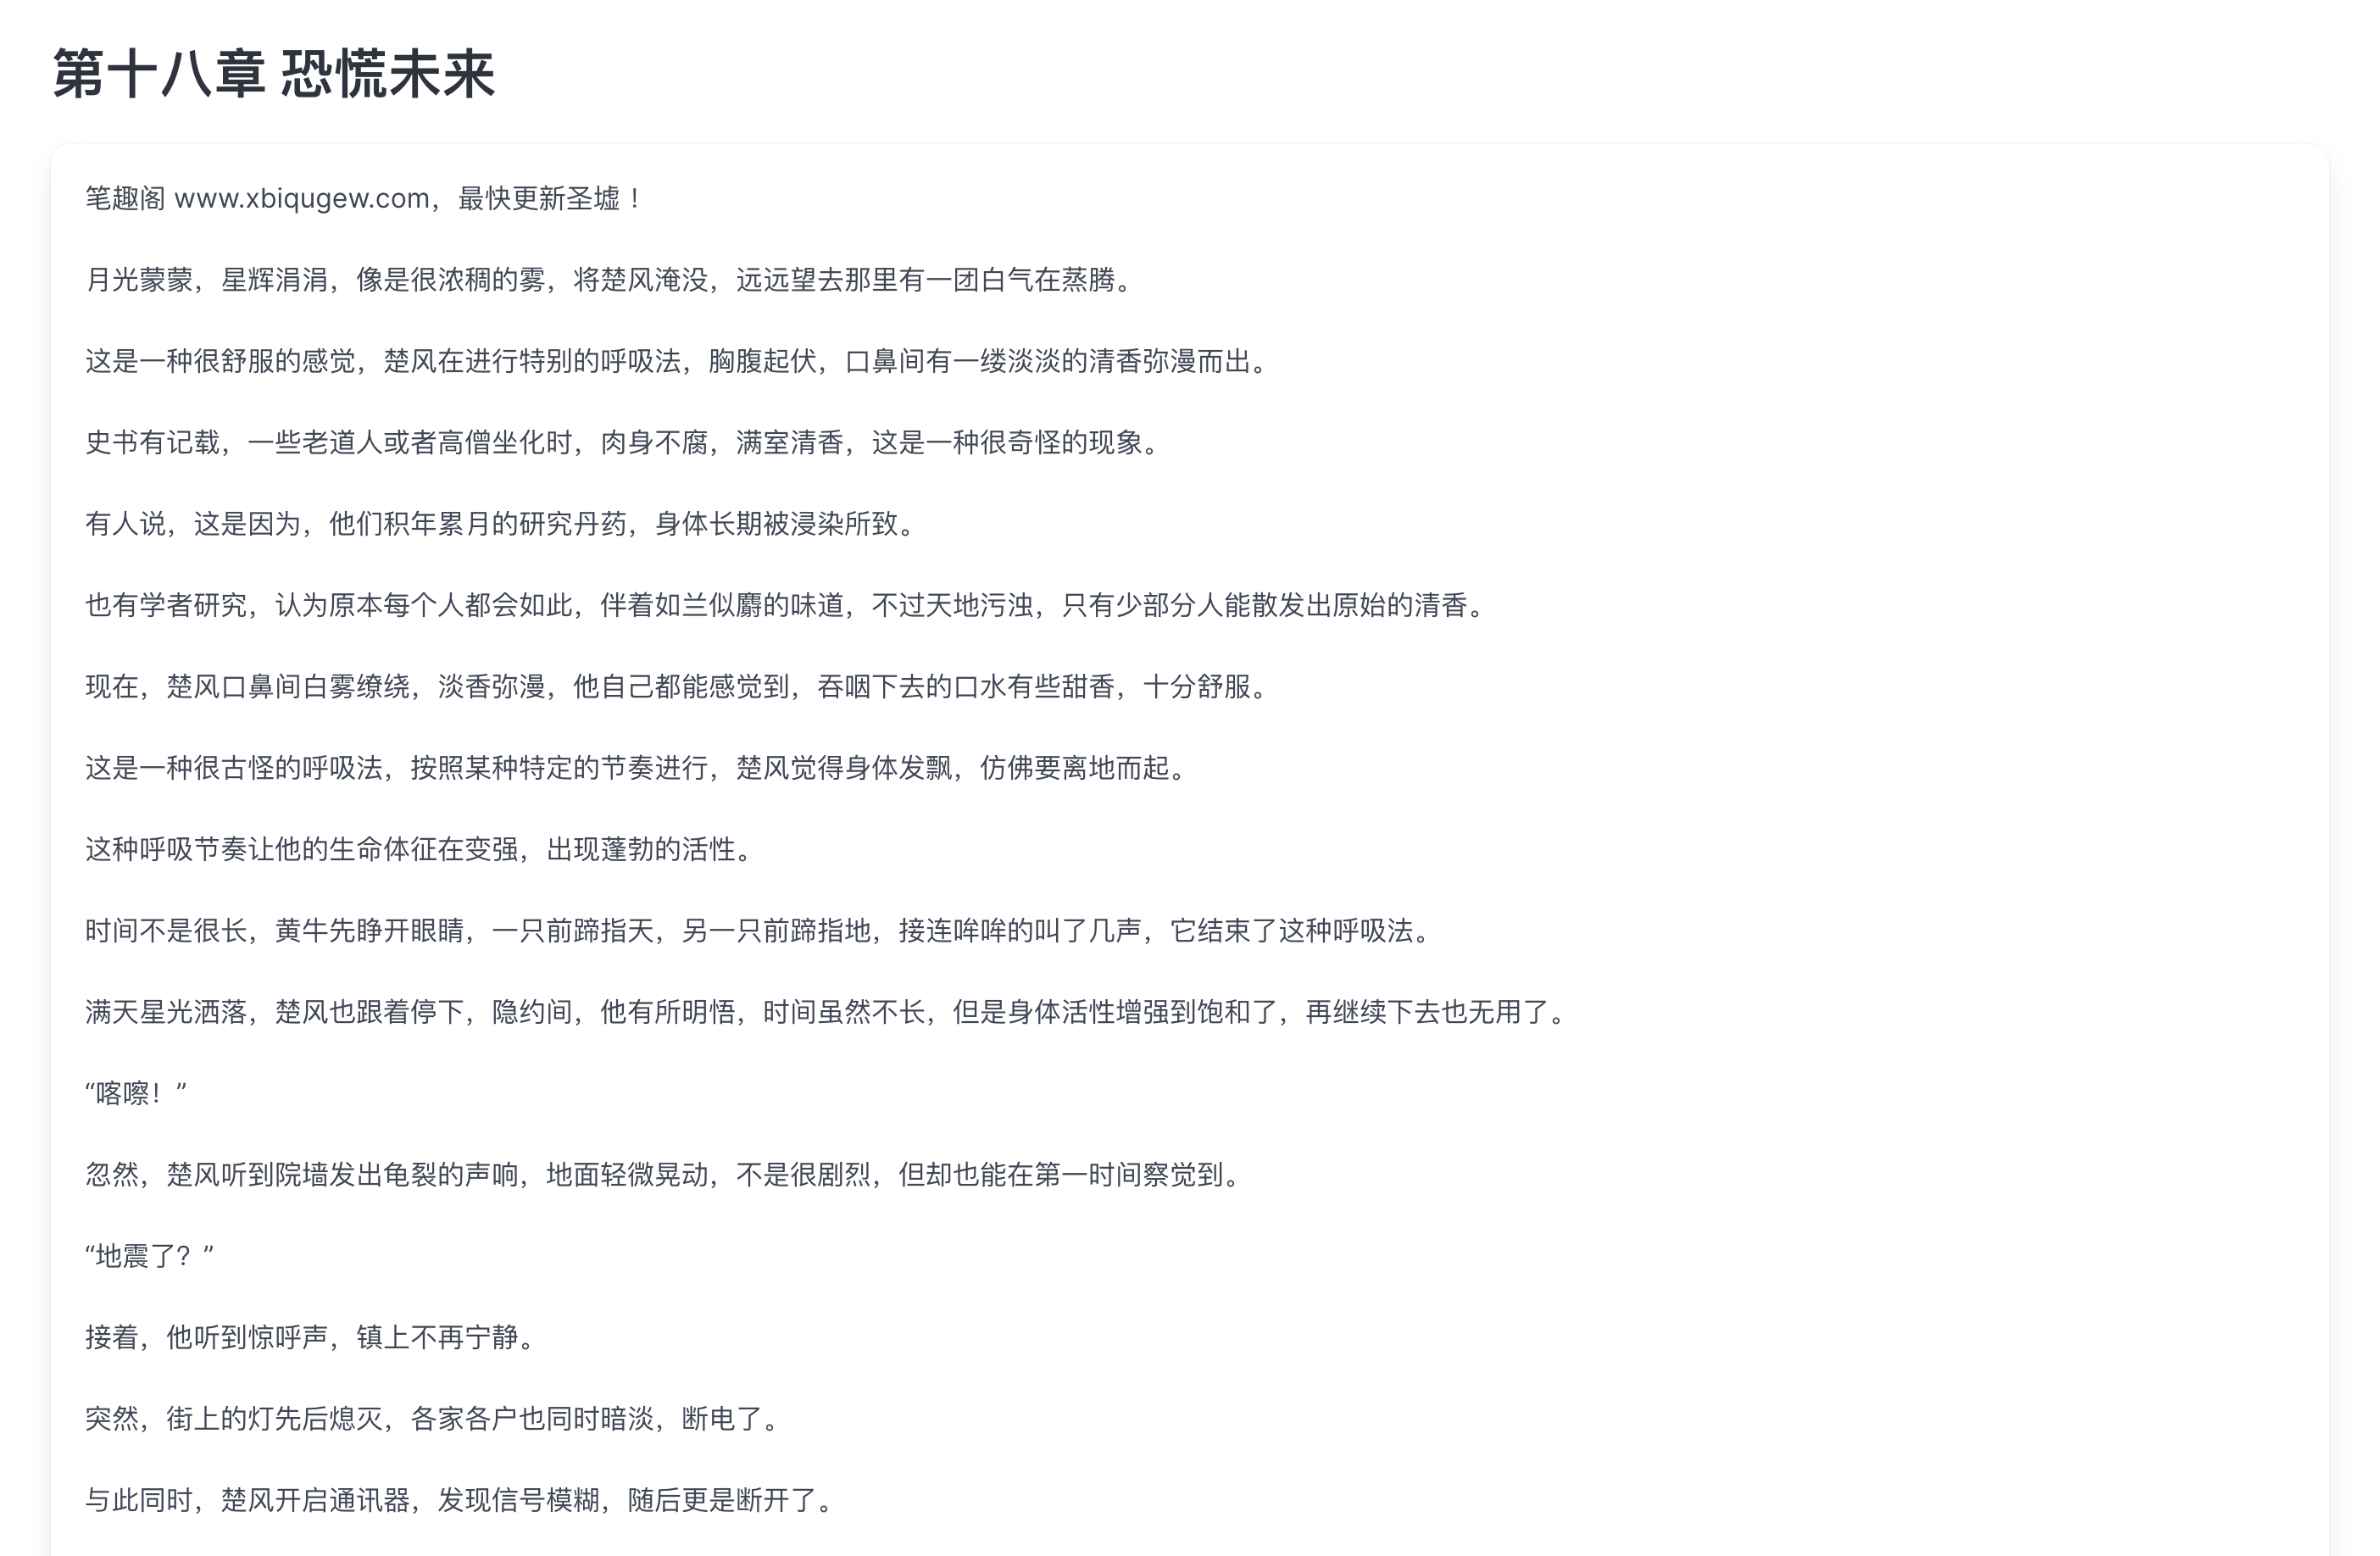 第十八章 恐慌未来
笔趣阁 www.xbiqugew.com，最快更新圣墟！
月光蒙蒙，星辉涓涓，像是很浓稠的雾，将楚风淹没，远远望去那里有一团白气在蒸腾。
这是一种很舒服的感觉，楚风在进行特别的呼吸法，胸腹起伏，口鼻间有一缕淡淡的清香弥漫而出。
史书有记载，一些老道人或者高僧坐化时，肉身不腐，满室清香，这是一种很奇怪的现象。
有人说，这是因为，他们积年累月的研究丹药，身体长期被浸染所致。
也有学者研究，认为原本每个人都会如此，伴着如兰似麝的味道，不过天地污浊，只有少部分人能散发出原始的清香。
现在，楚风口鼻间白雾缭绕，淡香弥漫，他自己都能感觉到，吞咽下去的口水有些甜香，十分舒服。
这是一种很古怪的呼吸法，按照某种特定的节奏进行，楚风觉得身体发飘，仿佛要离地而起。
这种呼吸节奏让他的生命体征在变强，出现蓬勃的活性。
时间不是很长，黄牛先睁开眼睛，一只前蹄指天，另一只前蹄指地，接连哞哞的叫了几声，它结束了这种呼吸法。
满天星光洒落，楚风也跟着停下，隐约间，他有所明悟，时间虽然不长，但是身体活性增强到饱和了，再继续下去也无用了。
“喀嚓！”
忽然，楚风听到院墙发出龟裂的声响，地面轻微晃动，不是很剧烈，但却也能在第一时间察觉到。
“地震了？”
接着，他听到惊呼声，镇上不再宁静。
突然，街上的灯先后熄灭，各家各户也同时暗淡，断电了。
与此同时，楚风开启通讯器，发现信号模糊，随后更是断开了。